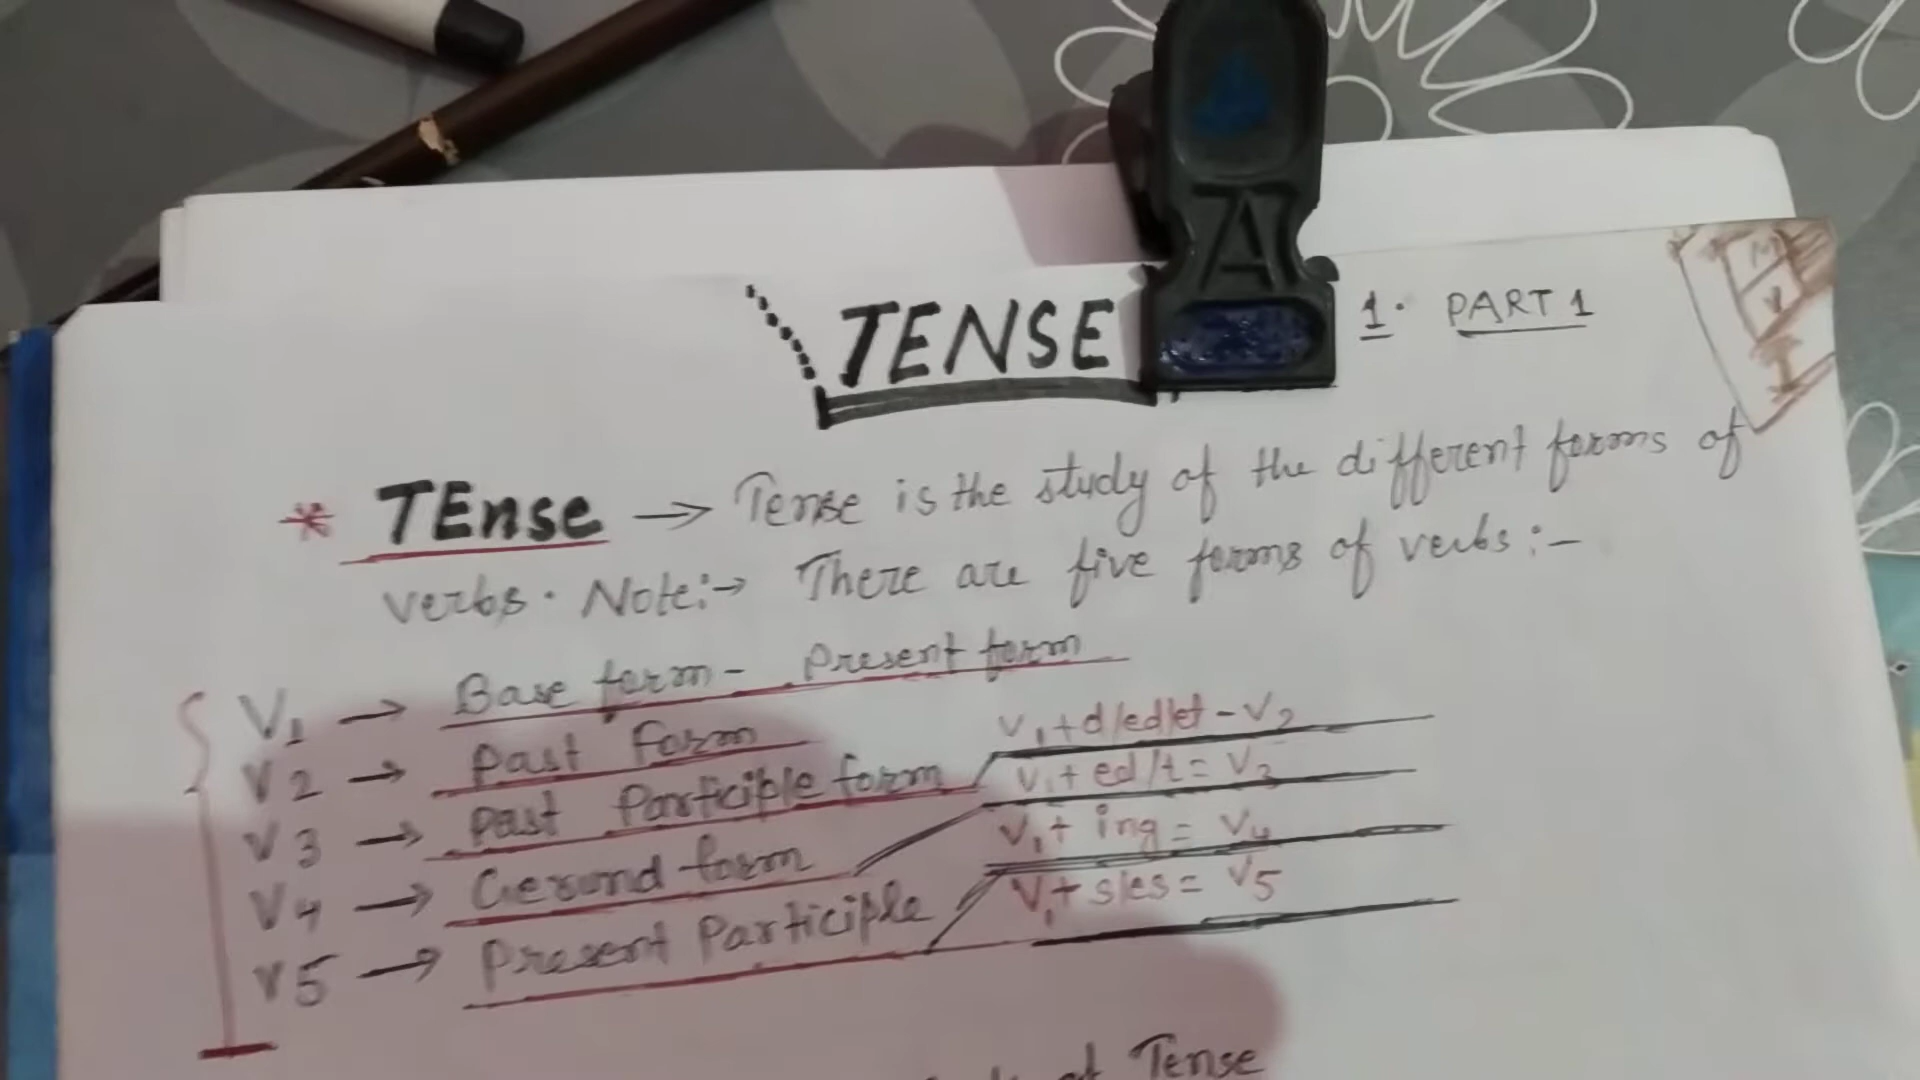 TENSE
1. PART 1
* TEnse → Tense is the study of the different forms of
verbs. Note:→ There are five forms of verbs :-
V1 → Base form - Present form
V2 → Past form
V1+d/ed/et - V2
V3 → Past Participle form
V1+ ed/t = V3
V4 → Gerund form
V1+ ing = V4
V5 → Present Participle
V1+ s/es = V5
of Tense